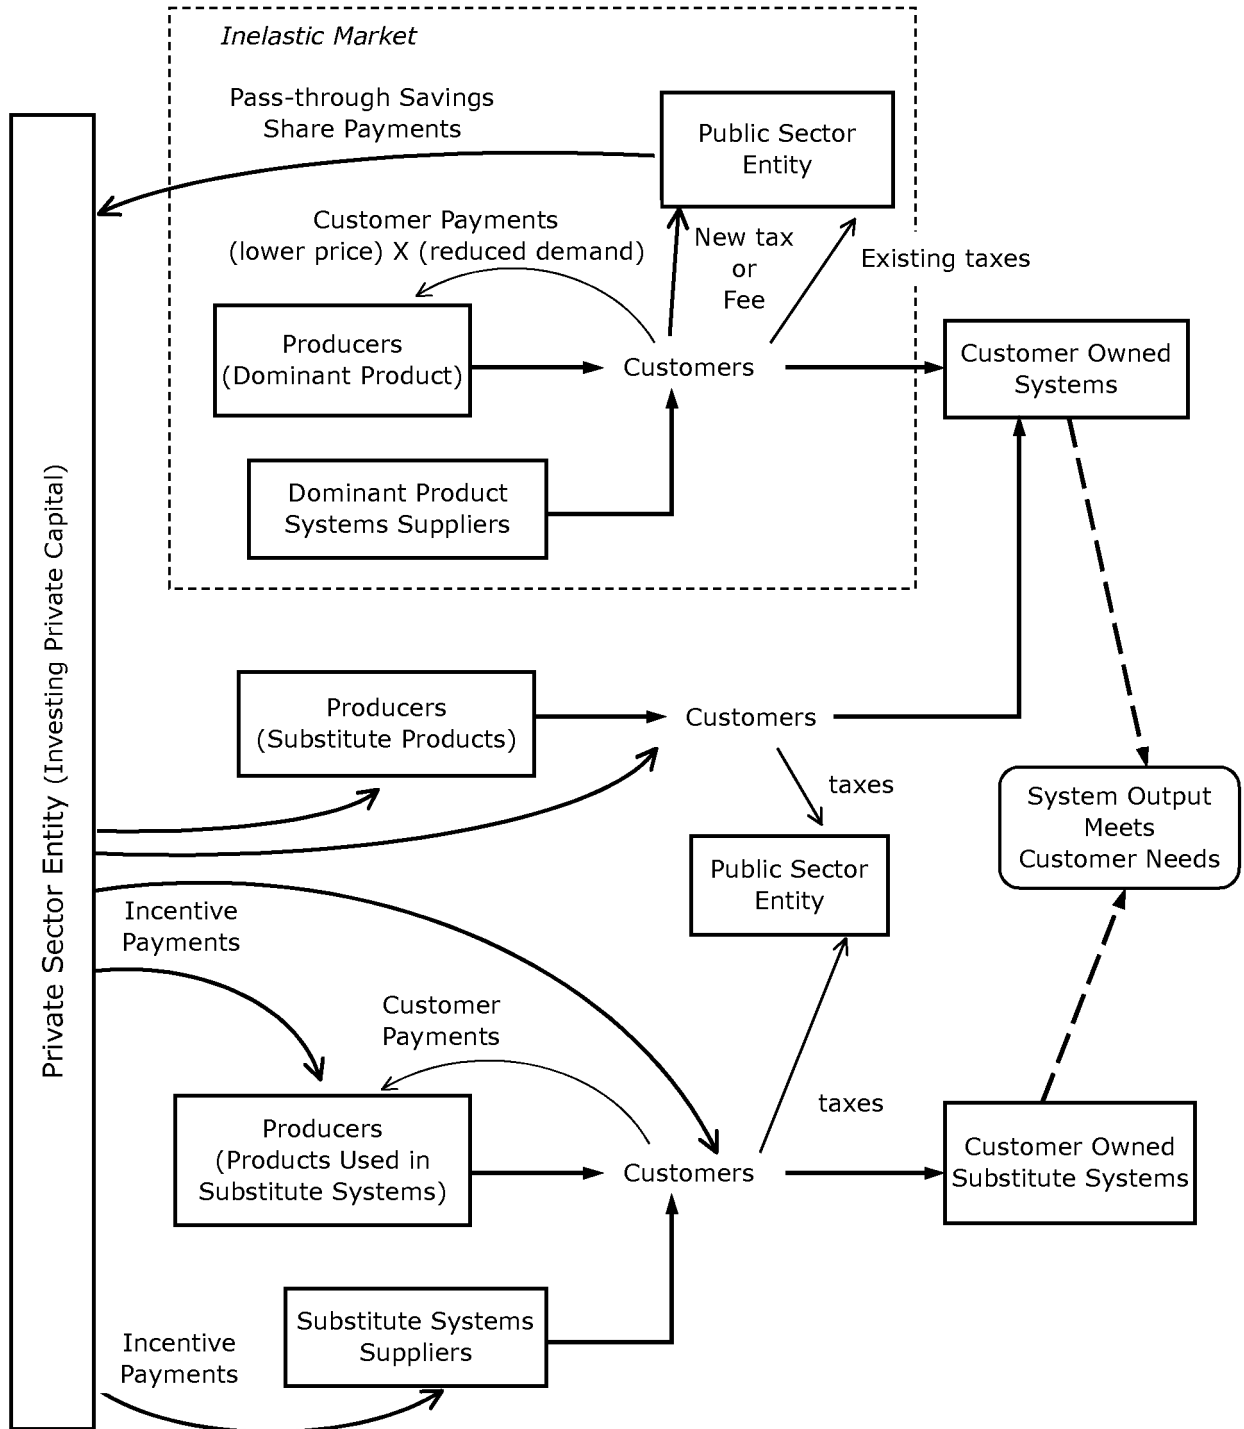 Inelastic Market
Pass-through Savings
Share Payments
Public Sector
Entity
Customer Payments
(lower price) X (reduced demand)
New tax
or
Fee
Existing taxes
Producers
(Dominant Product)
Customers
Customer Owned
Systems
Dominant Product
Systems Suppliers
Private Sector Entity (Investing Private Capital)
Producers
(Substitute Products)
Customers
taxes
System Output
Meets
Customer Needs
Public Sector
Entity
Incentive
Payments
Customer
Payments
taxes
Producers
(Products Used in
Substitute Systems)
Customers
Customer Owned
Substitute Systems
Substitute Systems
Suppliers
Incentive
Payments